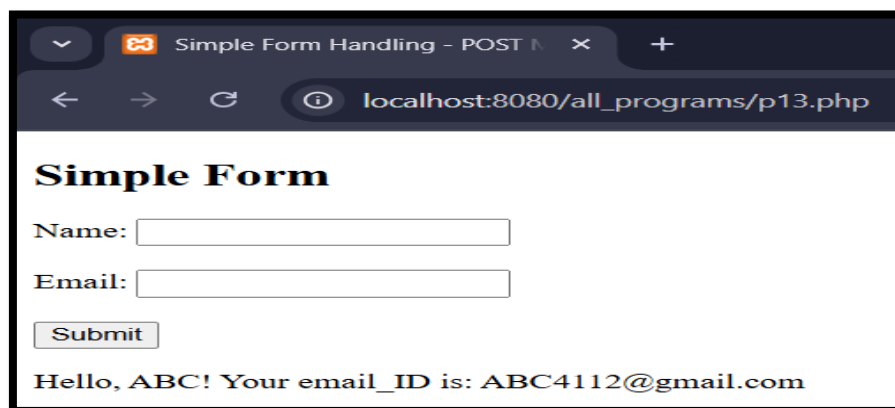 Simple Form Handling - POST M
localhost:8080/all_programs/p13.php
Simple Form
Name:
Email:
Submit
Hello, ABC! Your email_ID is: ABC4112@gmail.com